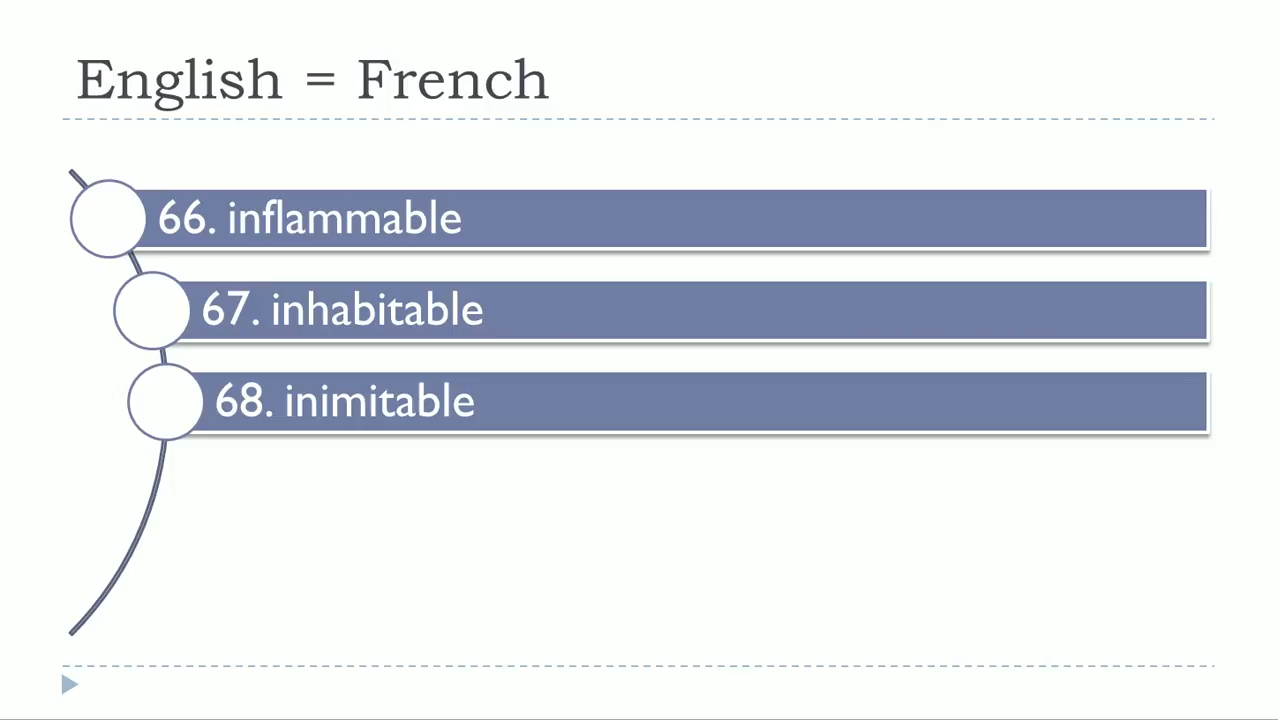 English = French
66. inflammable
67. inhabitable
68. inimitable